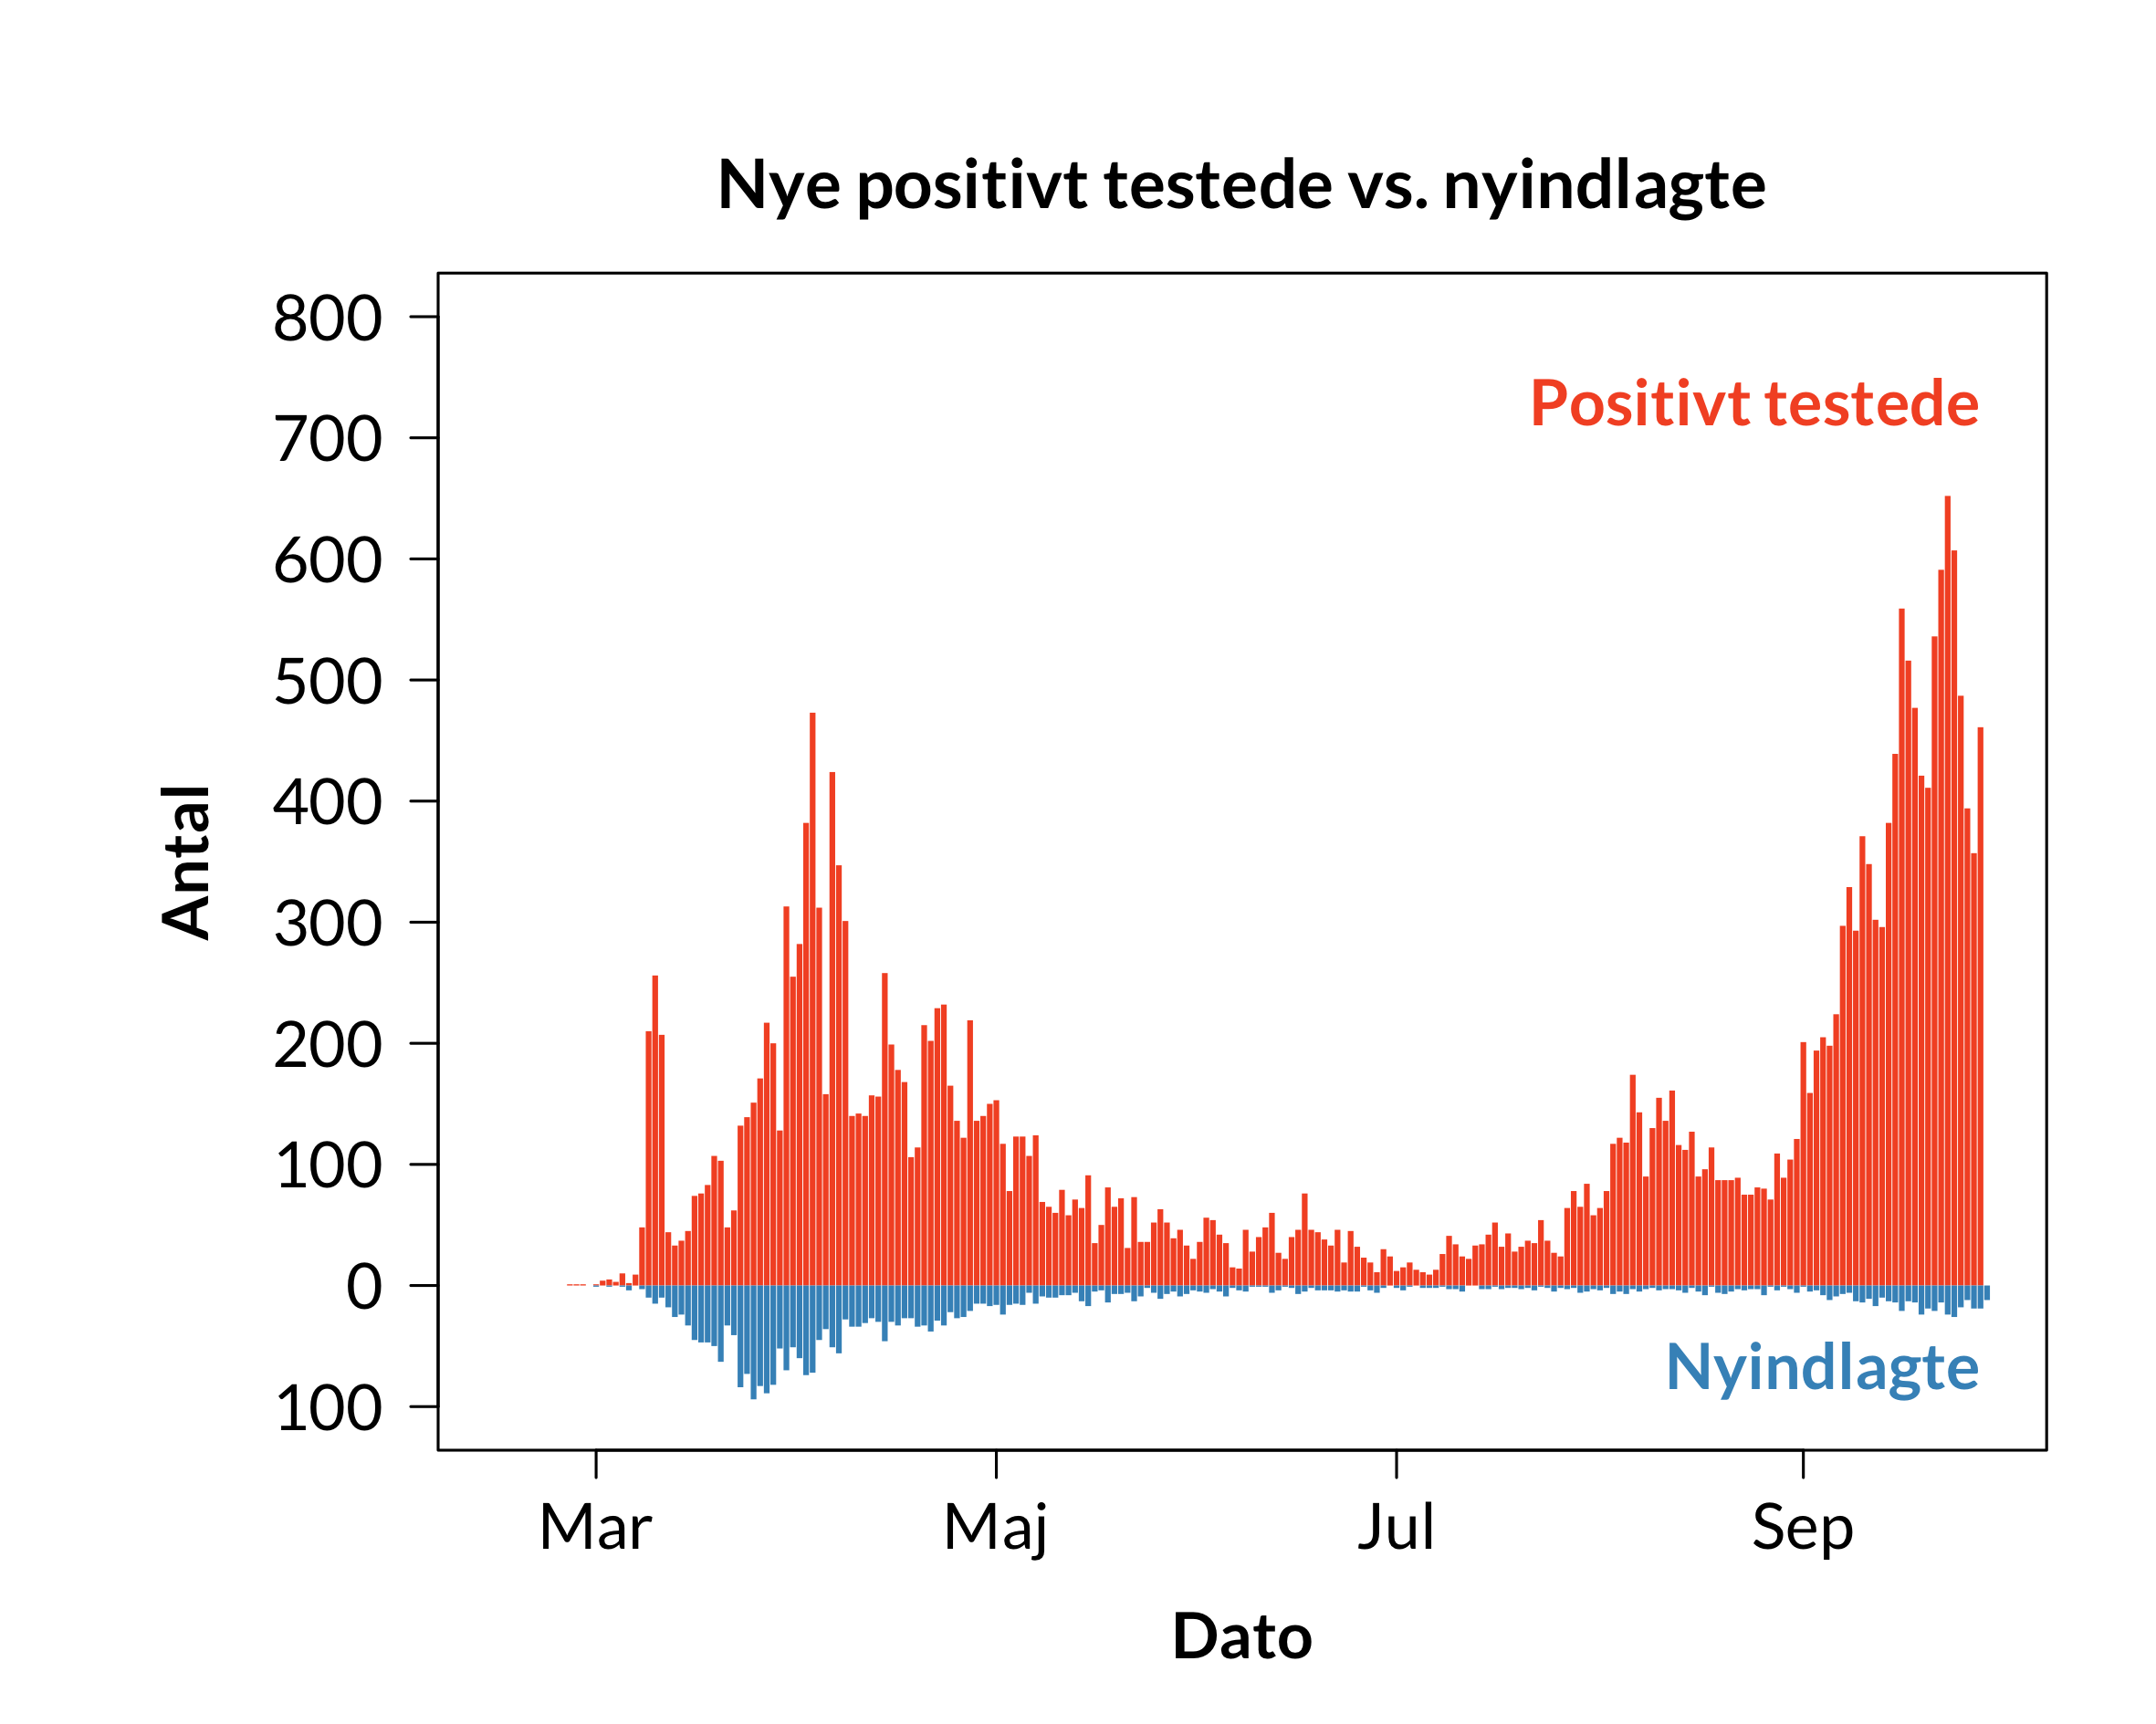 Nye positivt testede vs. nyindlagte
800
700
600
500
400
300
200
100
0
100
Antal
Positivt testede
Nyindlagte
Mar Maj Jul Sep
Dato